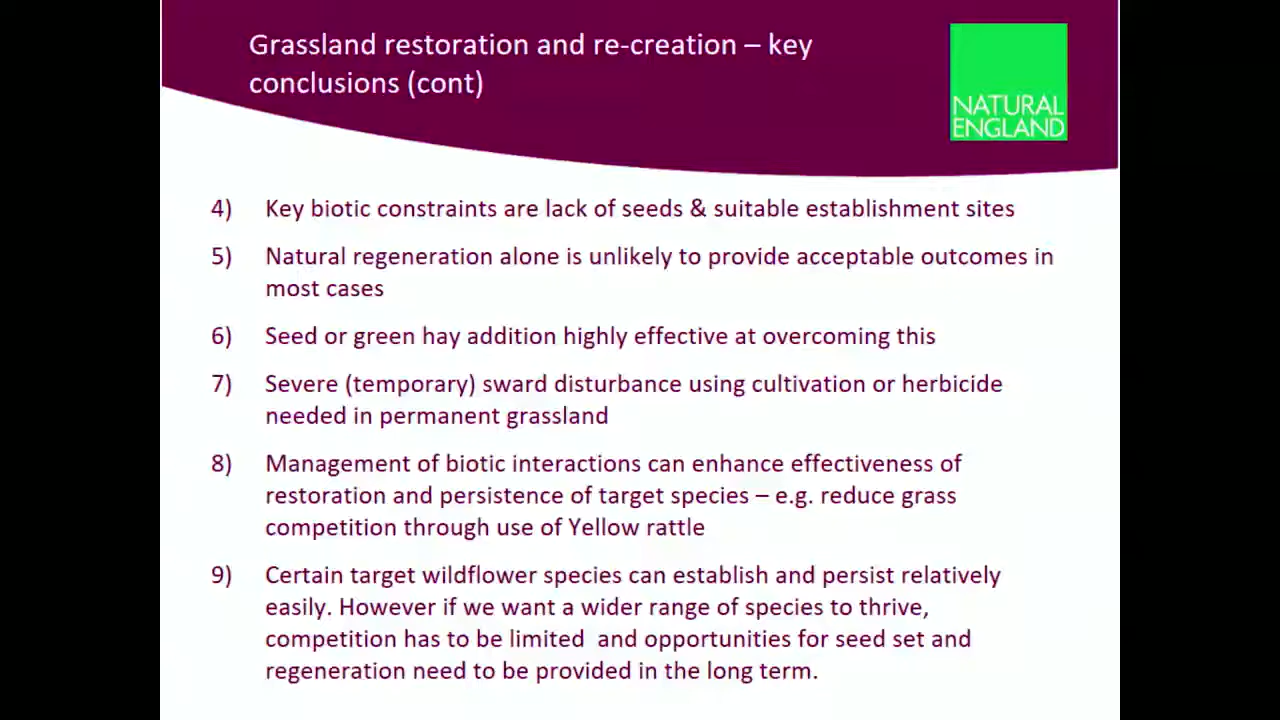 Grassland restoration and re-creation – key
conclusions (cont)
NATURAL
ENGLAND
4) Key biotic constraints are lack of seeds & suitable establishment sites
5) Natural regeneration alone is unlikely to provide acceptable outcomes in
most cases
6) Seed or green hay addition highly effective at overcoming this
7) Severe (temporary) sward disturbance using cultivation or herbicide
needed in permanent grassland
8) Management of biotic interactions can enhance effectiveness of
restoration and persistence of target species – e.g. reduce grass
competition through use of Yellow rattle
9) Certain target wildflower species can establish and persist relatively
easily. However if we want a wider range of species to thrive,
competition has to be limited  and opportunities for seed set and
regeneration need to be provided in the long term.